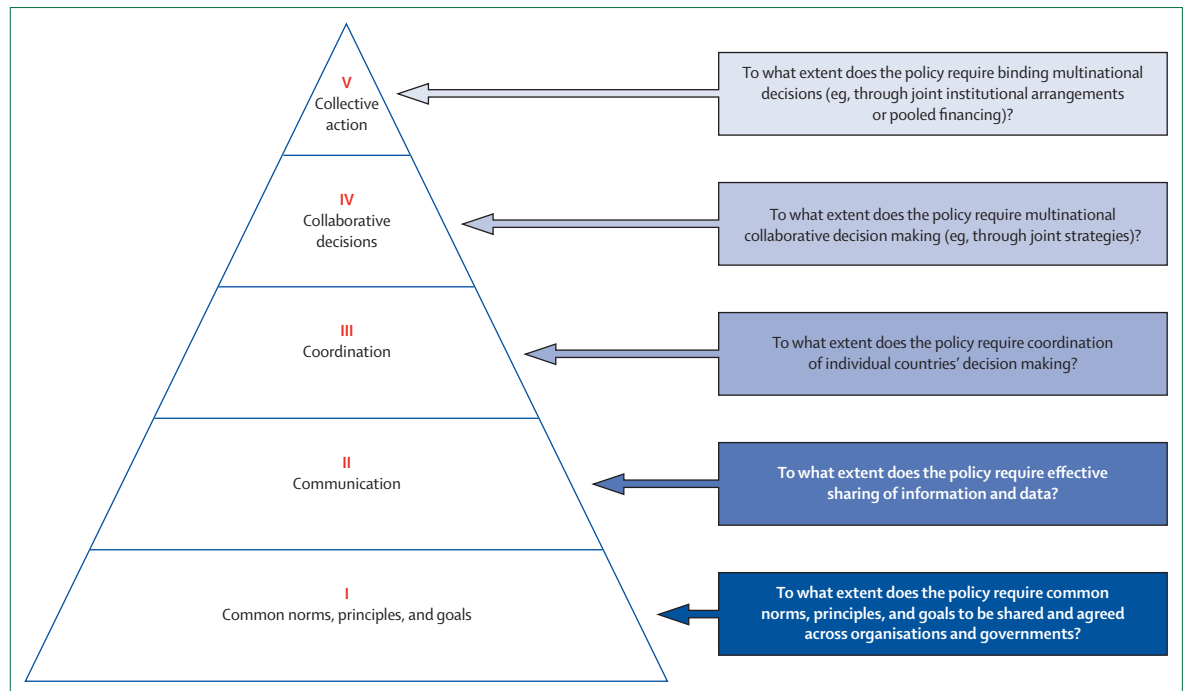 V
Collective
action
To what extent does the policy require binding multinational
decisions (eg, through joint institutional arrangements
or pooled financing)?
IV
Collaborative
decisions
To what extent does the policy require multinational
collaborative decision making (eg, through joint strategies)?
III
Coordination
To what extent does the policy require coordination
of individual countries’ decision making?
II
Communication
To what extent does the policy require effective
sharing of information and data?
I
Common norms, principles, and goals
To what extent does the policy require common
norms, principles, and goals to be shared and agreed
across organisations and governments?